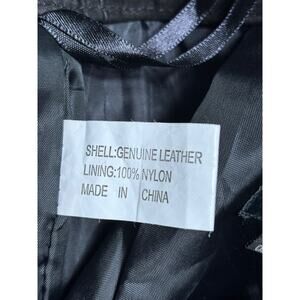 SHELL:GENUINE LEATHER
LINING:100% NYLON
MADE IN CHINA